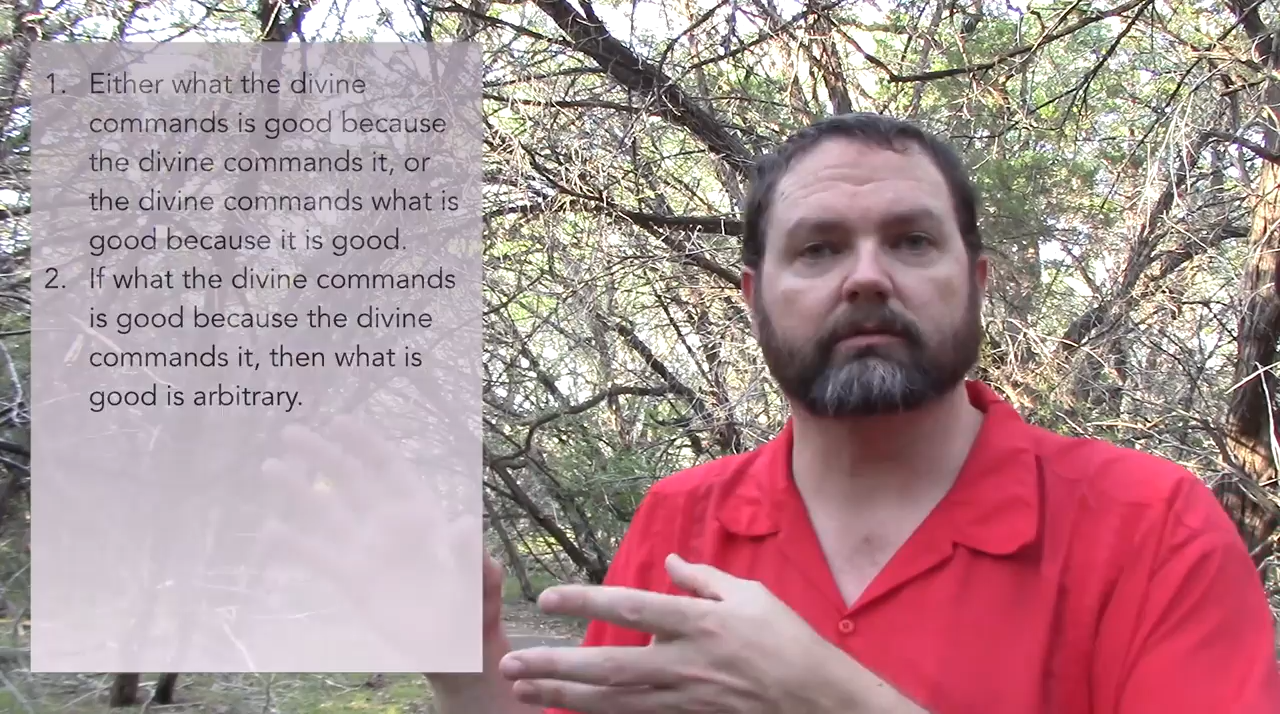 1. Either what the divine
commands is good because
the divine commands it, or
the divine commands what is
good because it is good.
2. If what the divine commands
is good because the divine
commands it, then what is
good is arbitrary.